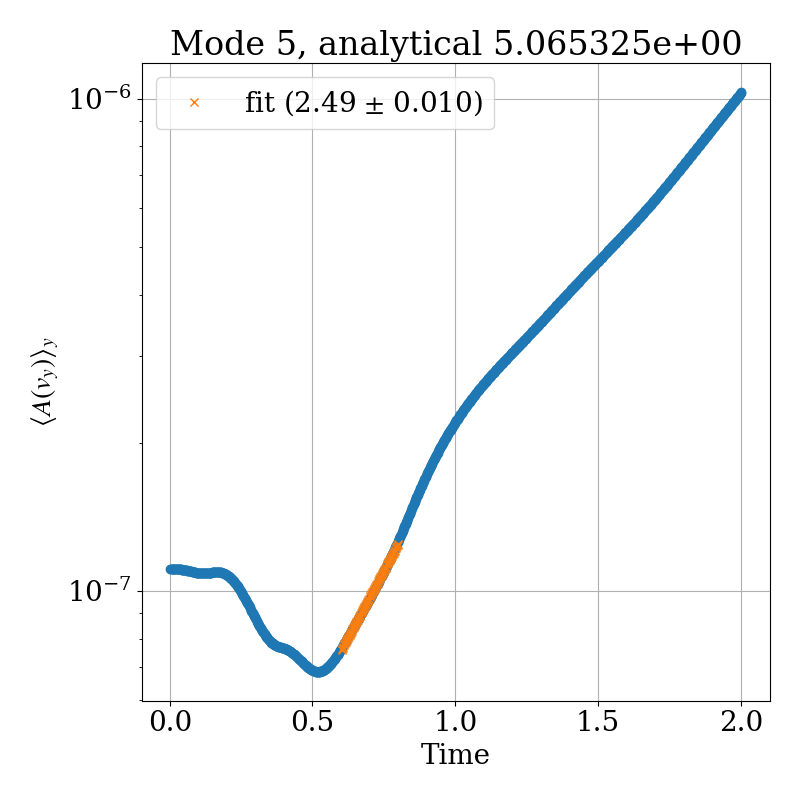 Mode 5, analytical 5.065325e+00
fit (2.49 ± 0.010)
10⁻⁶
10⁻⁷
⟨A(v_y)⟩_y
0.0 0.5 1.0 1.5 2.0
Time